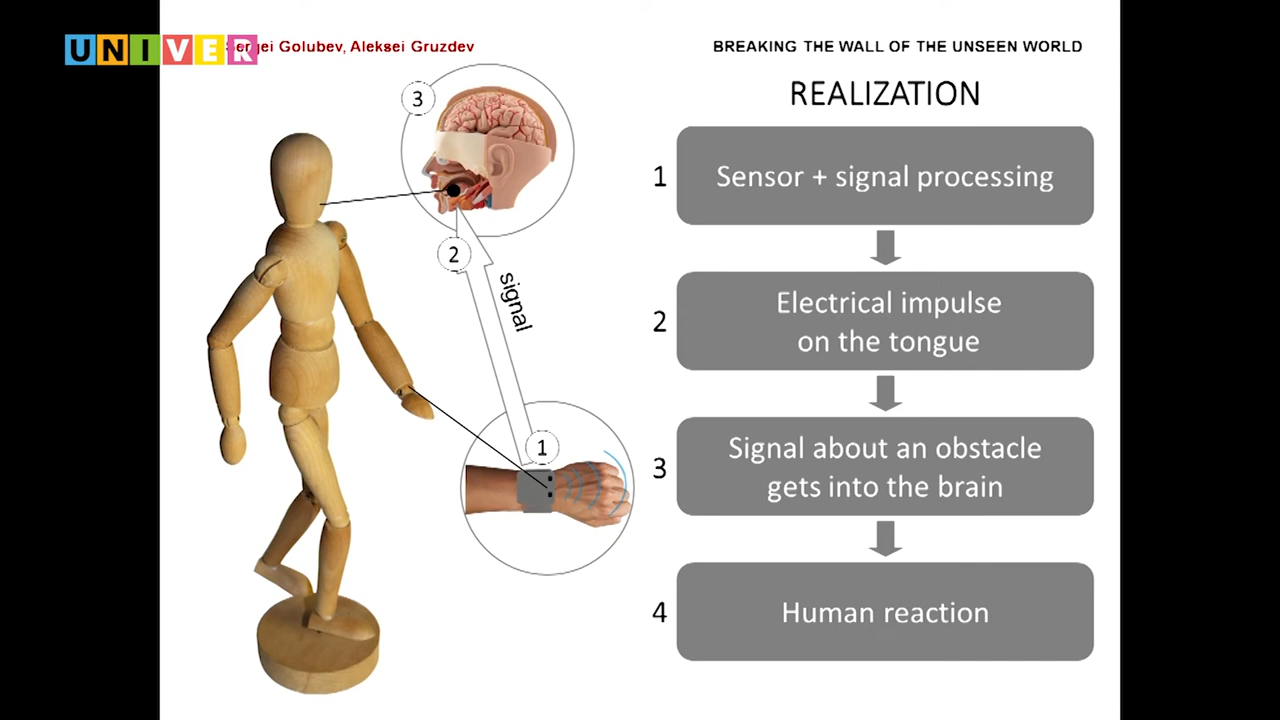 UNIVER
Sergei Golubev, Aleksei Gruzdev
BREAKING THE WALL OF THE UNSEEN WORLD
REALIZATION
1
Sensor + signal processing
2
Electrical impulse
on the tongue
3
Signal about an obstacle
gets into the brain
4
Human reaction
3
2
signal
1